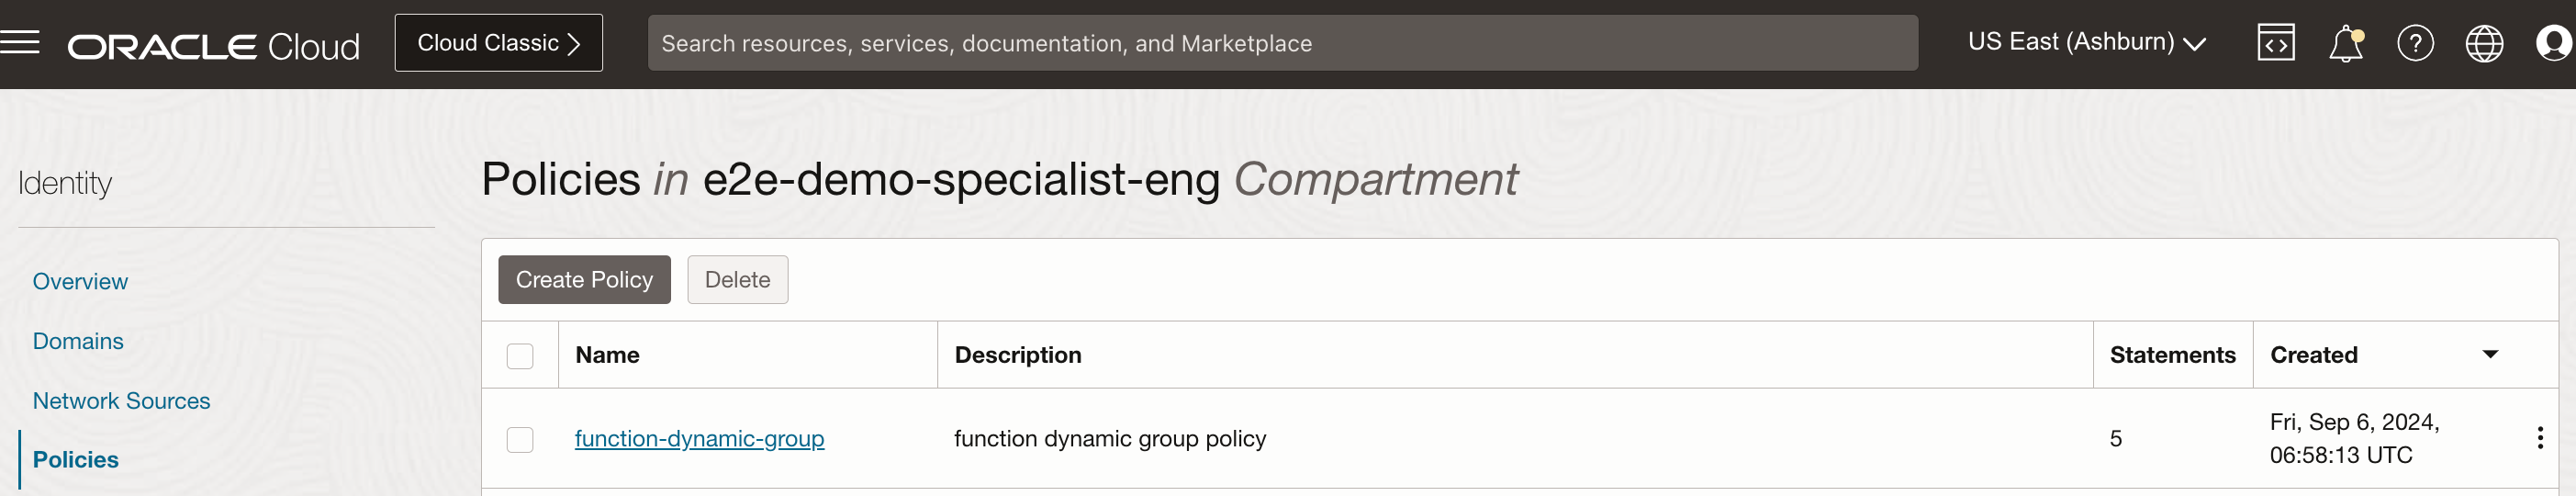 ORACLE Cloud
Cloud Classic
Search resources, services, documentation, and Marketplace
US East (Ashburn)
Identity
Overview
Domains
Network Sources
Policies
Policies in e2e-demo-specialist-eng Compartment
Create Policy
Delete
Name Description Statements Created
function-dynamic-group function dynamic group policy 5 Fri, Sep 6, 2024,
06:58:13 UTC